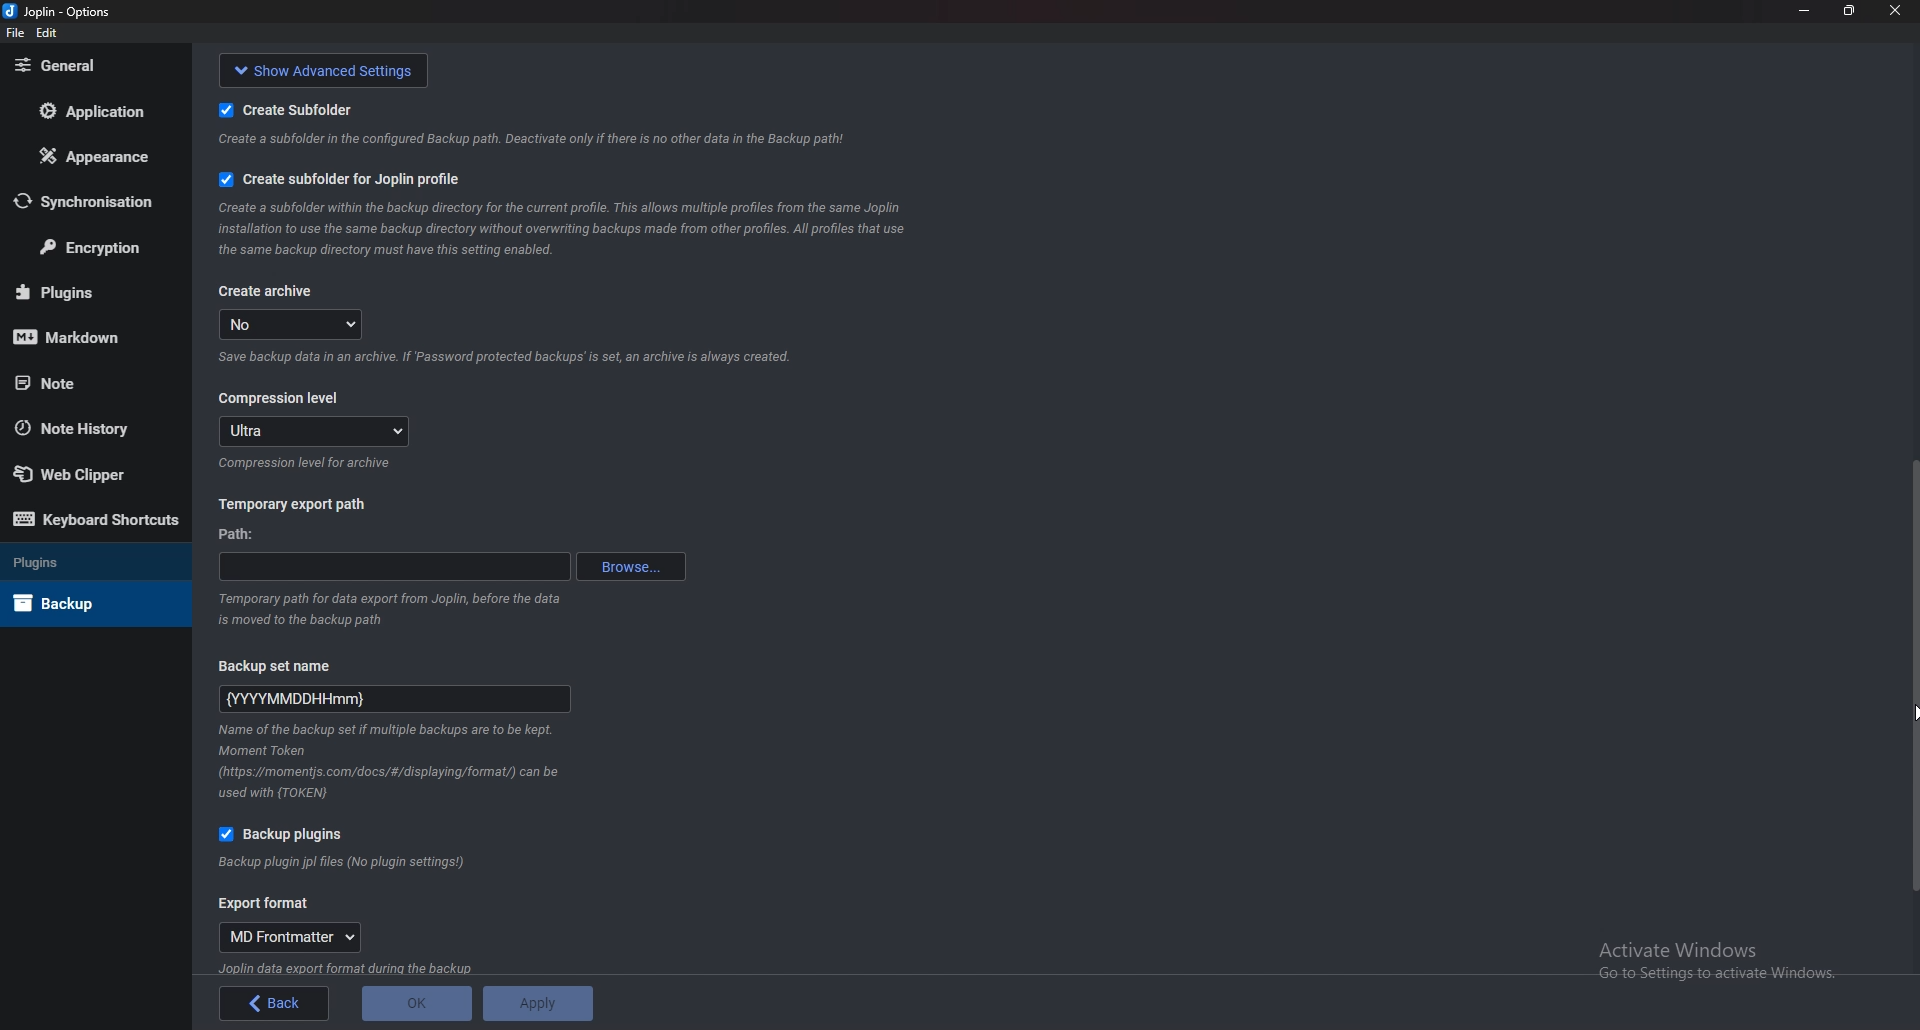 Joplin - Options
File Edit
General
Application
Appearance
Synchronisation
Encryption
Plugins
Markdown
Note
Note History
Web Clipper
Keyboard Shortcuts
Plugins
Backup
Show Advanced Settings
Create Subfolder
Create a subfolder in the configured Backup path. Deactivate only if there is no other data in the Backup path!
Create subfolder for Joplin profile
Create a subfolder within the backup directory for the current profile. This allows multiple profiles from the same Joplin
installation to use the same backup directory without overwriting backups made from other profiles. All profiles that use
the same backup directory must have this setting enabled.
Create archive
No
Save backup data in an archive. If 'Password protected backups' is set, an archive is always created.
Compression level
Ultra
Compression level for archive
Temporary export path
Path:
Browse...
Temporary path for data export from Joplin, before the data
is moved to the backup path
Backup set name
{YYYYMMDDHHmm}
Name of the backup set if multiple backups are to be kept.
Moment Token
(https://momentjs.com/docs/#/displaying/format/) can be
used with {TOKEN}
Backup plugins
Backup plugin jpl files (No plugin settings!)
Export format
MD Frontmatter
Joplin data export format during the backup
Back
OK
Apply
Activate Windows
Go to Settings to activate Windows.